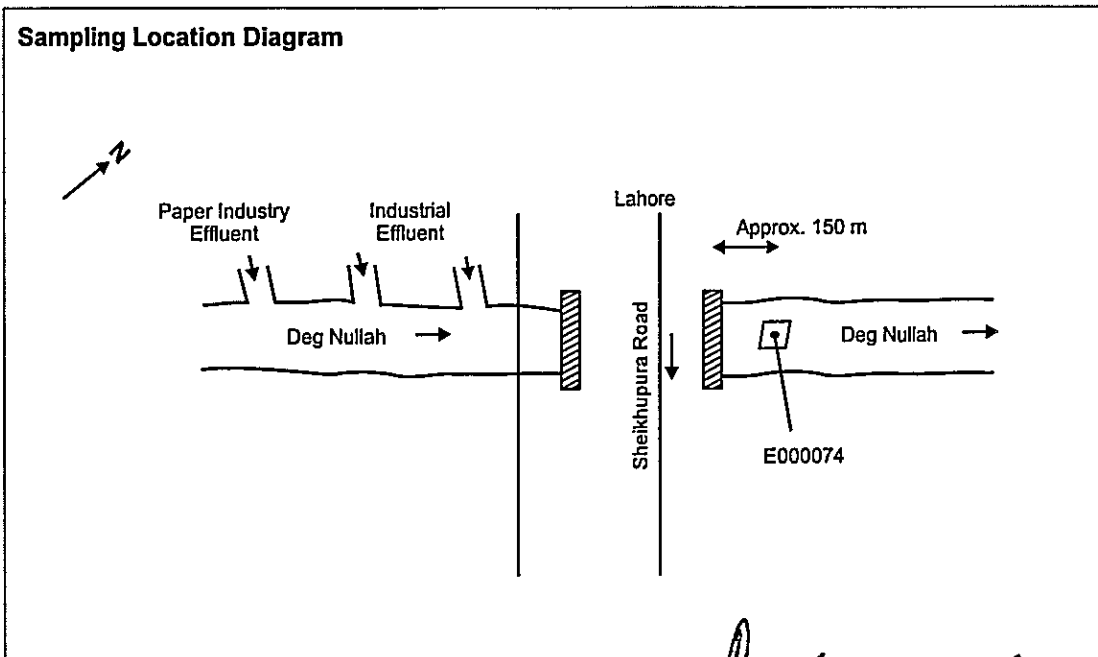 Sampling Location Diagram
N
Paper Industry
Effluent
Industrial
Effluent
Lahore
Approx. 150 m
Deg Nullah
Sheikhupura Road
Deg Nullah
E000074